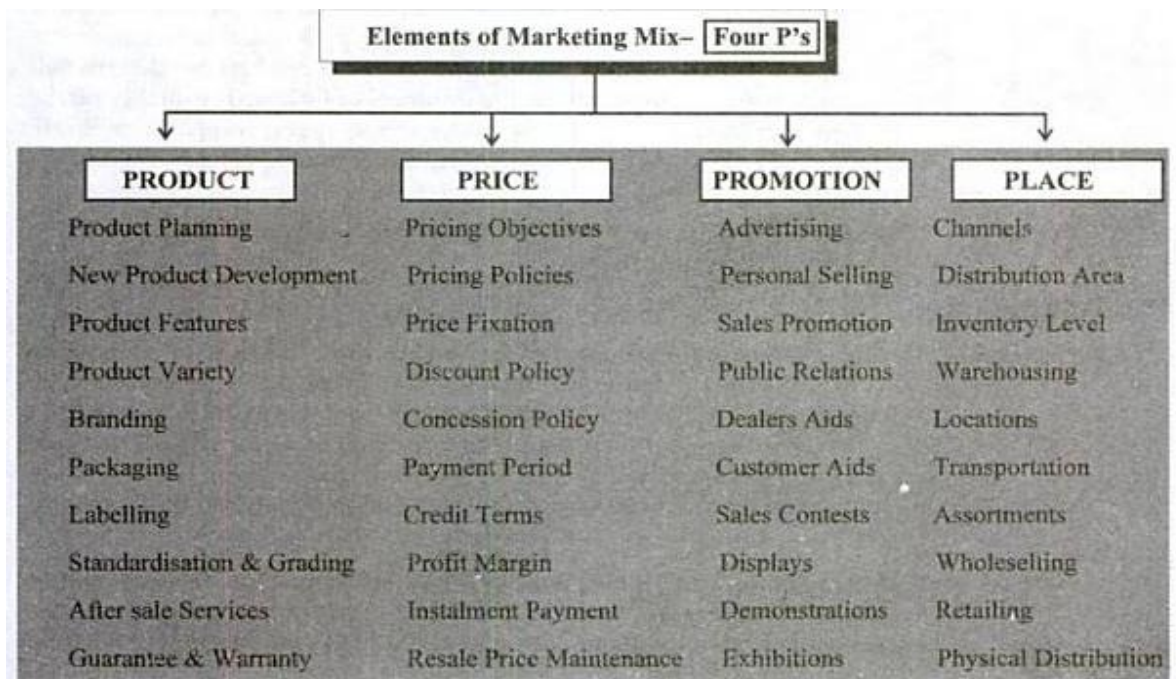 Elements of Marketing Mix– Four P's
PRODUCT PRICE PROMOTION PLACE
Product Planning Pricing Objectives Advertising Channels
New Product Development Pricing Policies Personal Selling Distribution Area
Product Features Price Fixation Sales Promotion Inventory Level
Product Variety Discount Policy Public Relations Warehousing
Branding Concession Policy Dealers Aids Locations
Packaging Payment Period Customer Aids Transportation
Labelling Credit Terms Sales Contests Assortments
Standardisation & Grading Profit Margin Displays Wholeselting
After sale Services Instalment Payment Demonstrations Retailing
Guarantee & Warranty Resale Price Maintenance Exhibitions Physical Distribution